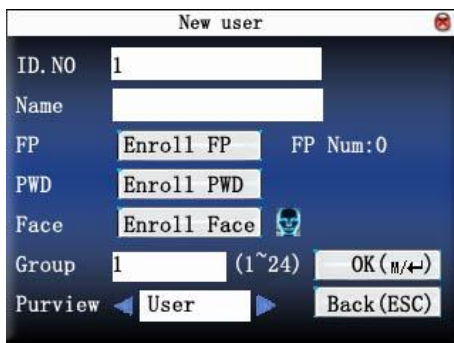 New user
ID.NO 1
Name
FP Enroll FP FP Num:0
PWD Enroll PWD
Face Enroll Face
Group 1 (1~24) OK(M/↵)
Purview User Back(ESC)